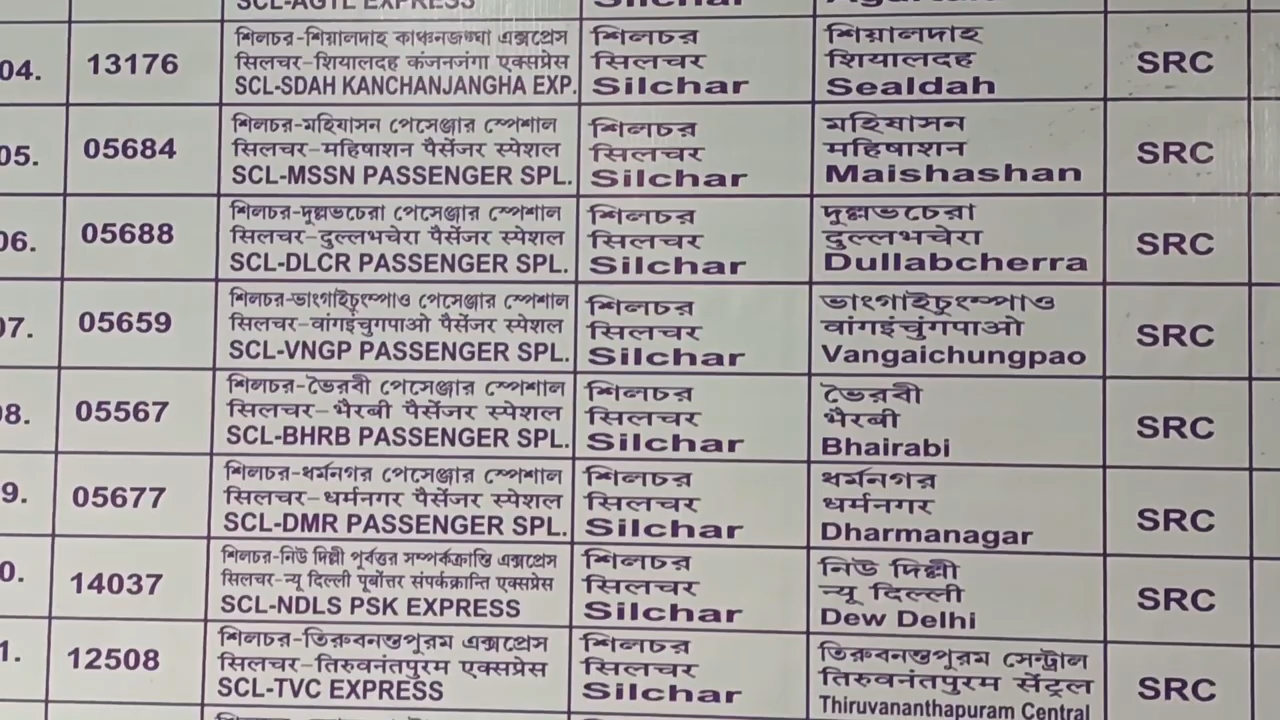 SCL-AGTL EXPRESS
Silchar
Agartala
04.
13176
শিলচর-শিয়ালদাহ কাঞ্চনজঙ্ঘা এক্সপ্রেস
सिलचर-शियालदह कंजनजंगा एक्सप्रेस
SCL-SDAH KANCHANJANGHA EXP.
শিলচর
सिलचर
Silchar
শিয়ালদাহ
शियालदह
Sealdah
SRC
05.
05684
শিলচর-মহিষাসন পেসেঞ্জার স্পেশাল
सिलचर-महिषाशन पैसेंजर स्पेशल
SCL-MSSN PASSENGER SPL.
শিলচর
सिलचर
Silchar
মহিষাসন
महिषाशन
Maishashan
SRC
06.
05688
শিলচর-দুল্লভচেরা পেসেঞ্জার স্পেশাল
सिलचर-दुल्लभचेरा पैसेंजर स्पेशल
SCL-DLCR PASSENGER SPL.
শিলচর
सिलचर
Silchar
দুল্লভচেরা
दुल्लभचेरा
Dullabcherra
SRC
07.
05659
শিলচর-ভাংগাইচুংম্পাও পেসেঞ্জার স্পেশাল
सिलचर-वांगइंचुगपाओ पैसेंजर स्पेशल
SCL-VNGP PASSENGER SPL.
শিলচর
सिलचर
Silchar
ভাংগাইচুংম্পাও
वांगइंचुंगपाओ
Vangaichungpao
SRC
08.
05567
শিলচর-ভৈরবী পেসেঞ্জার স্পেশাল
सिलचर-भैरबी पैसेंजर स्पेशल
SCL-BHRB PASSENGER SPL.
শিলচর
सिलचर
Silchar
ভৈরবী
भैरबी
Bhairabi
SRC
9.
05677
শিলচর-ধর্মনগর পেসেঞ্জার স্পেশাল
सिलचर-धर्मनगर पैसेंजर स्पेशल
SCL-DMR PASSENGER SPL.
শিলচর
सिलचर
Silchar
ধর্মনগর
धर्मनगर
Dharmanagar
SRC
0.
14037
শিলচর-নিউ দিল্লী পূর্বত্তর সম্পর্কক্রান্তি এক্সপ্রেস
सिलचर-न्यू दिल्ली पूर्बोत्तर संपर्कक्रान्ति एक्सप्रेस
SCL-NDLS PSK EXPRESS
শিলচর
सिलचर
Silchar
নিউ দিল্লী
न्यू दिल्ली
Dew Delhi
SRC
1.
12508
শিলচর-তিরুবনন্তপুরম এক্সপ্রেস
सिलचर-तिरुवनंतपुरम एक्सप्रेस
SCL-TVC EXPRESS
শিলচর
सिलचर
Silchar
তিরুবনন্তপুরম সেন্ট্রাল
तिरुवनंतपुरम सेंट्रल
Thiruvananthapuram Central
SRC